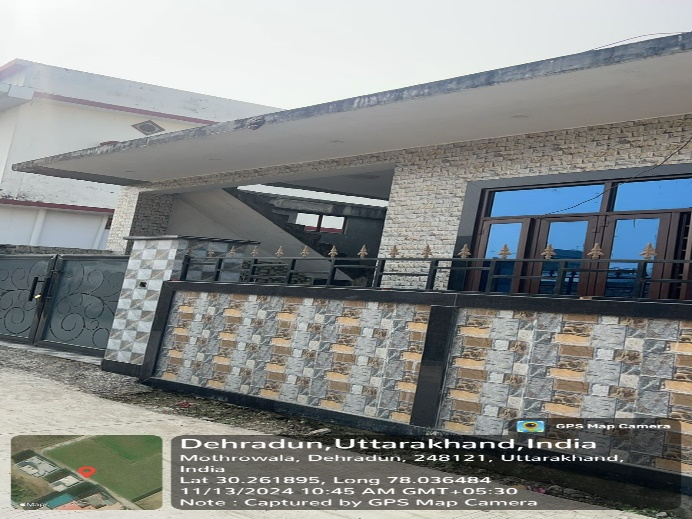 GPS Map Camera
Dehradun,Uttarakhand,India
Mothrowala, Dehradun, 248121, Uttarakhand,
India
Lat 30.261895, Long 78.036484
11/13/2024 10:45 AM GMT+05:30
Note : Captured by GPS Map Camera
Maps